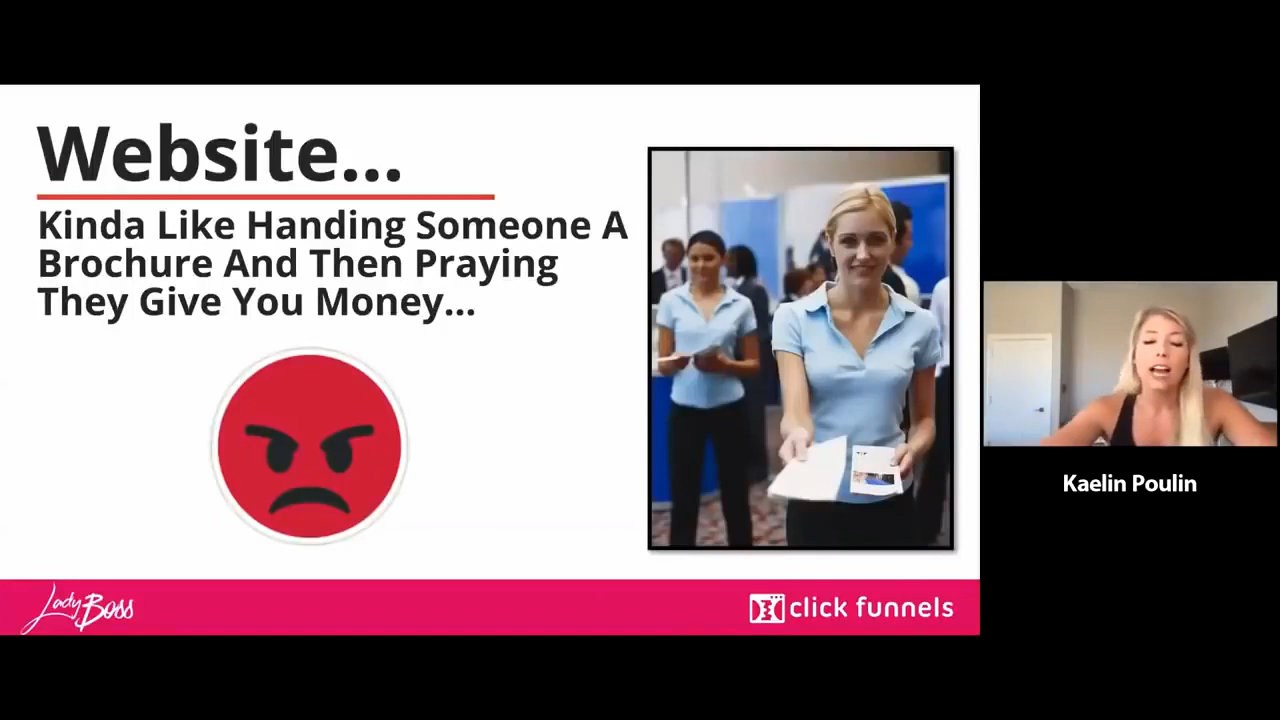 Website...
Kinda Like Handing Someone A
Brochure And Then Praying
They Give You Money...
Kaelin Poulin
LadyBoss
click funnels